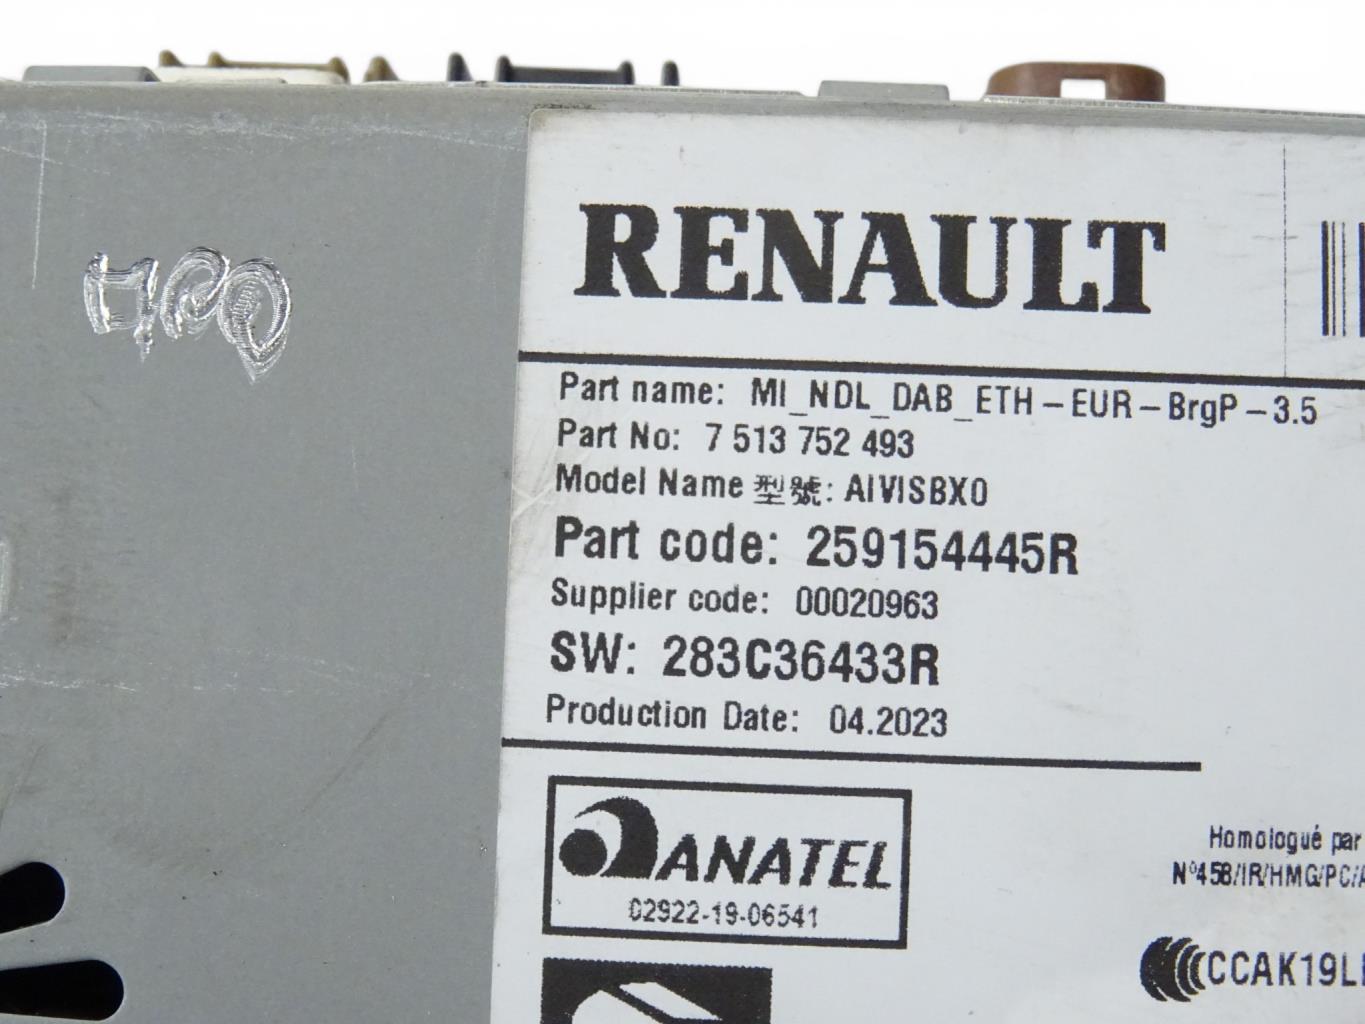 RENAULT
Part name: MI_NDL_DAB_ETH-EUR-BrgP-3.5
Part No: 7 513 752 493
Model Name 型號: AIVISBX0
Part code: 259154445R
Supplier code: 00020963
SW: 283C36433R
Production Date: 04.2023
ANATEL
02922-19-06541
Homologué par
Nº458/IR/HMG/PC/
CCAK19L